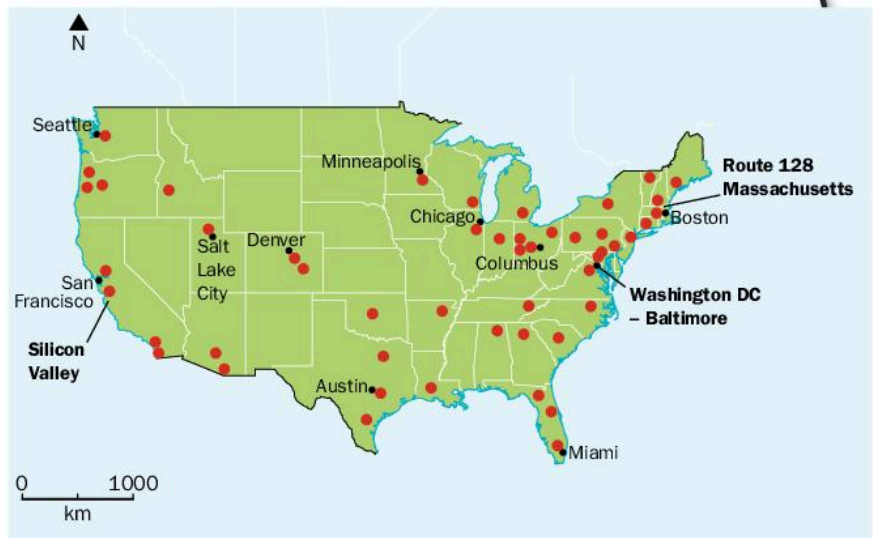 N
Seattle
Minneapolis
Route 128
Massachusetts
Chicago
Boston
Salt
Lake
City
Denver
Columbus
San
Francisco
Washington DC
– Baltimore
Silicon
Valley
Austin
Miami
0 1000
km